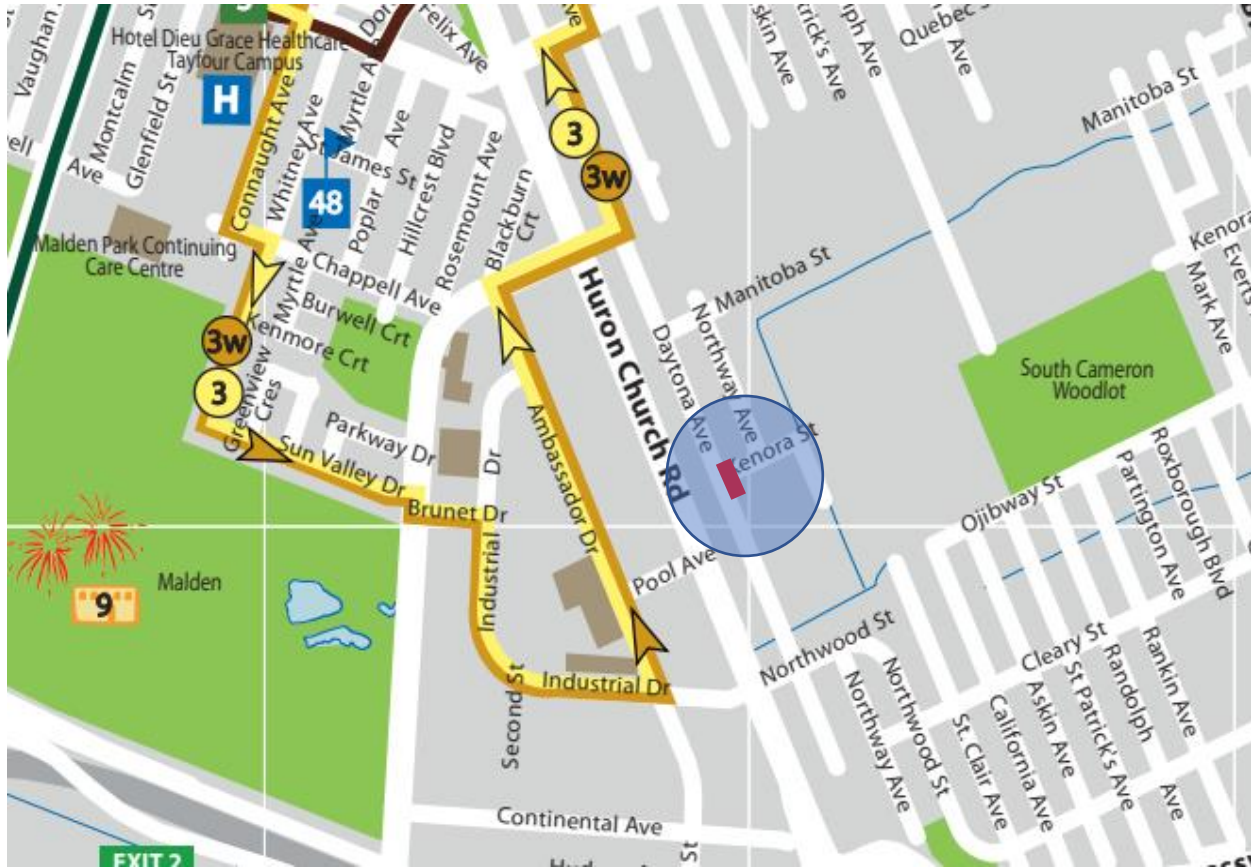 Vaughan
Montcalm
Glenfield St
Hotel Dieu Grace Healthcare
Tayfour Campus
H
Felix Ave
Connaught Ave
Whitney Ave
Myrtle Ave
St James St
48
Poplar Ave
Hillcrest Blvd
Rosemount Ave
Blackburn
Crt
Ave
3
3w
Askin Ave
Quebec
Ave
Manitoba St
Malden Park Continuing
Care Centre
Chappell Ave
Burwell Crt
Kenmore Crt
Myrtle Ave
Greenview
Cres
3w
3
Parkway Dr
Sun Valley Dr
Brunet Dr
Industrial Dr
Ambassador Dr
Huron Church Rd
Daytona Ave
Northway Ave
Manitoba St
Kenora St
Kenora
Mark Ave
Everts
South Cameron
Woodlot
Ojibway St
Partington Ave
Roxborough Blvd
Pool Ave
Malden
9
Second St
Industrial Dr
Northwood St
Cleary St
Northway Ave
Northwood St
St. Clair Ave
California Ave
Askin Ave
St Patrick's Ave
Randolph Ave
Rankin Ave
Continental Ave
St
EXIT 2